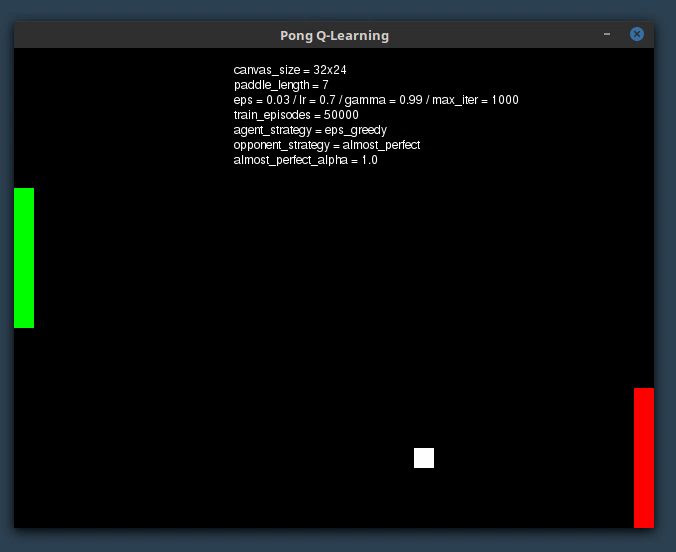 Pong Q-Learning
canvas_size = 32x24
paddle_length = 7
eps = 0.03 / lr = 0.7 / gamma = 0.99 / max_iter = 1000
train_episodes = 50000
agent_strategy = eps_greedy
opponent_strategy = almost_perfect
almost_perfect_alpha = 1.0